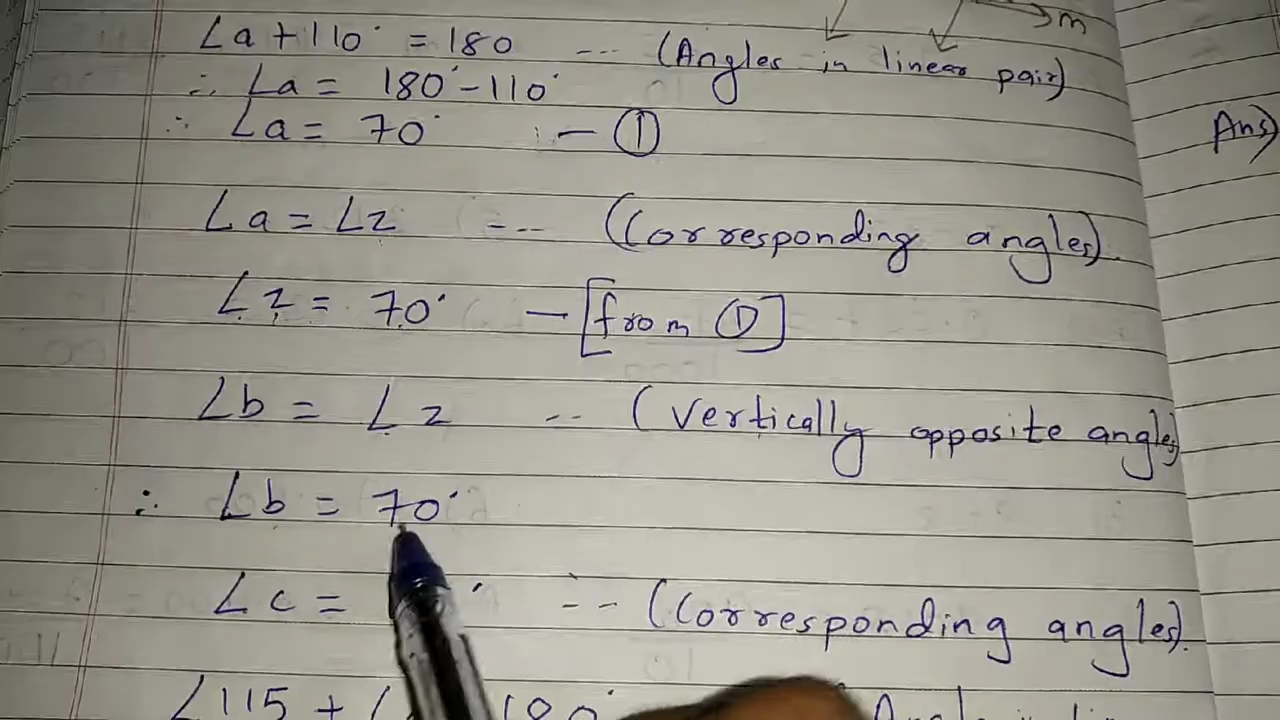 m
∠a + 110° = 180 --- (Angles in linear pair)
∴ ∠a = 180° - 110°
∴ ∠a = 70° - ①
Ans)
∠a = ∠z --- (Corresponding angles).
∠z = 70° - [from ①]
∠b = ∠z -- (vertically opposite angles)
∴ ∠b = 70°
∠c = ° -- (Corresponding angles).
∠115 +